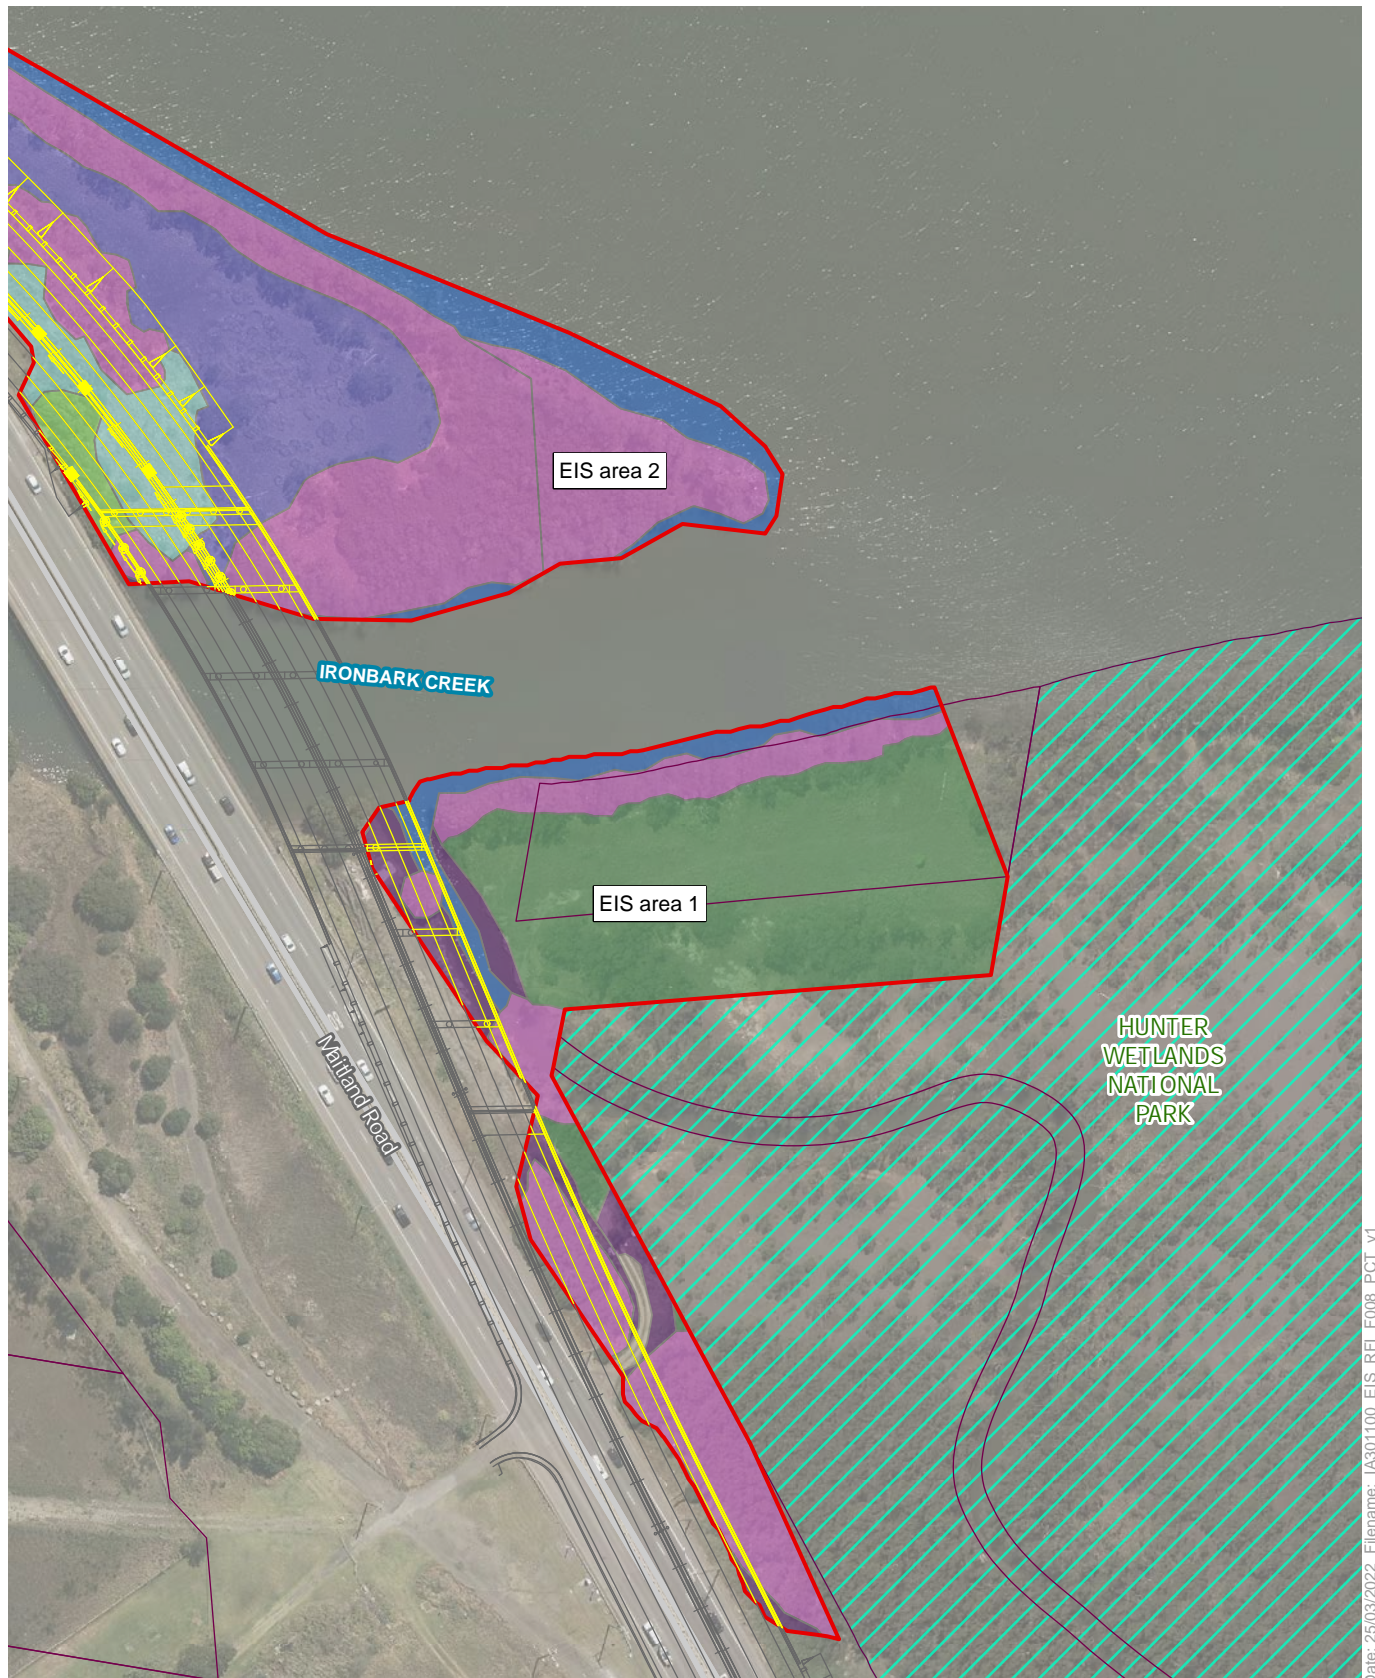 EIS area 2
IRONBARK CREEK
EIS area 1
HUNTER
WETLANDS
NATIONAL
PARK
Maitland Road
Date: 25/03/2022 Filename: IA301100_EIS_REI_F008_PCT_v1